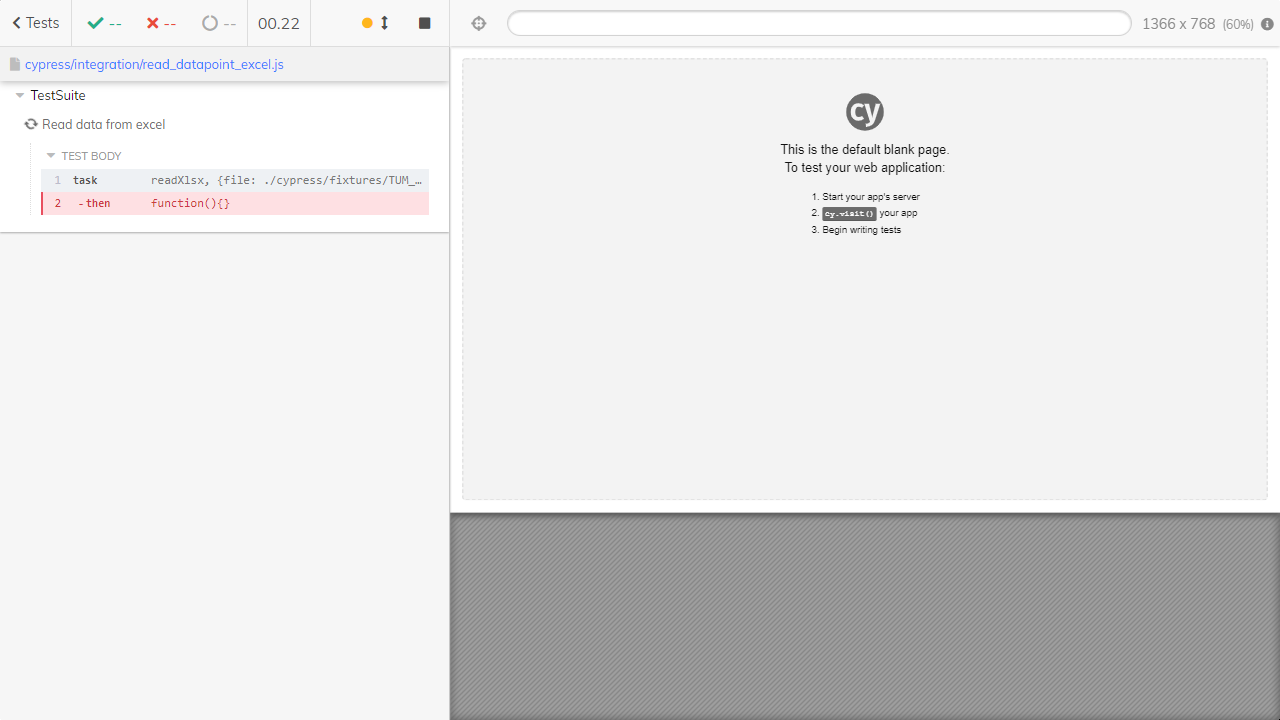 Tests
--
--
--
00.22
1366 x 768 (60%)
cypress/integration/read_datapoint_excel.js
TestSuite
Read data from excel
TEST BODY
1 task readXlsx, {file: ./cypress/fixtures/TUM_…
2 -then function(){}
cy
This is the default blank page.
To test your web application:
1. Start your app's server
2. cy.visit() your app
3. Begin writing tests